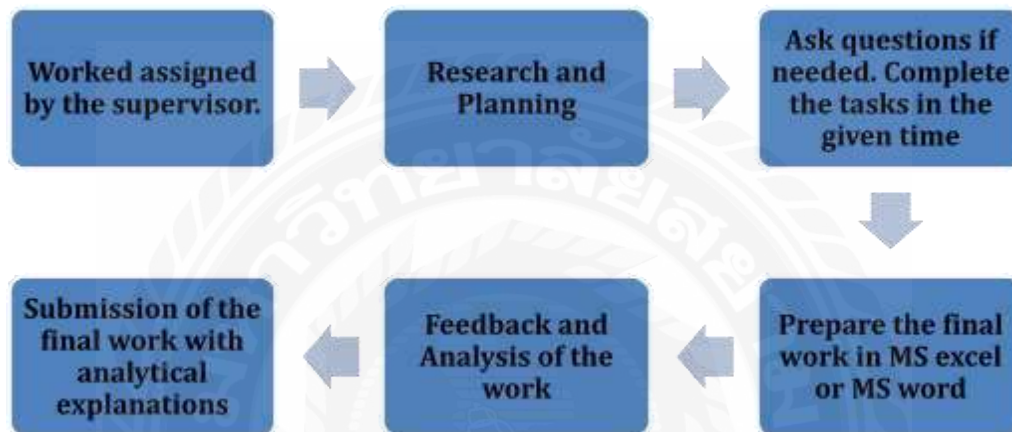 Worked assigned
by the supervisor.
Research and
Planning
Ask questions if
needed. Complete
the tasks in the
given time
Prepare the final
work in MS excel
or MS word
Feedback and
Analysis of the
work
Submission of the
final work with
analytical
explanations